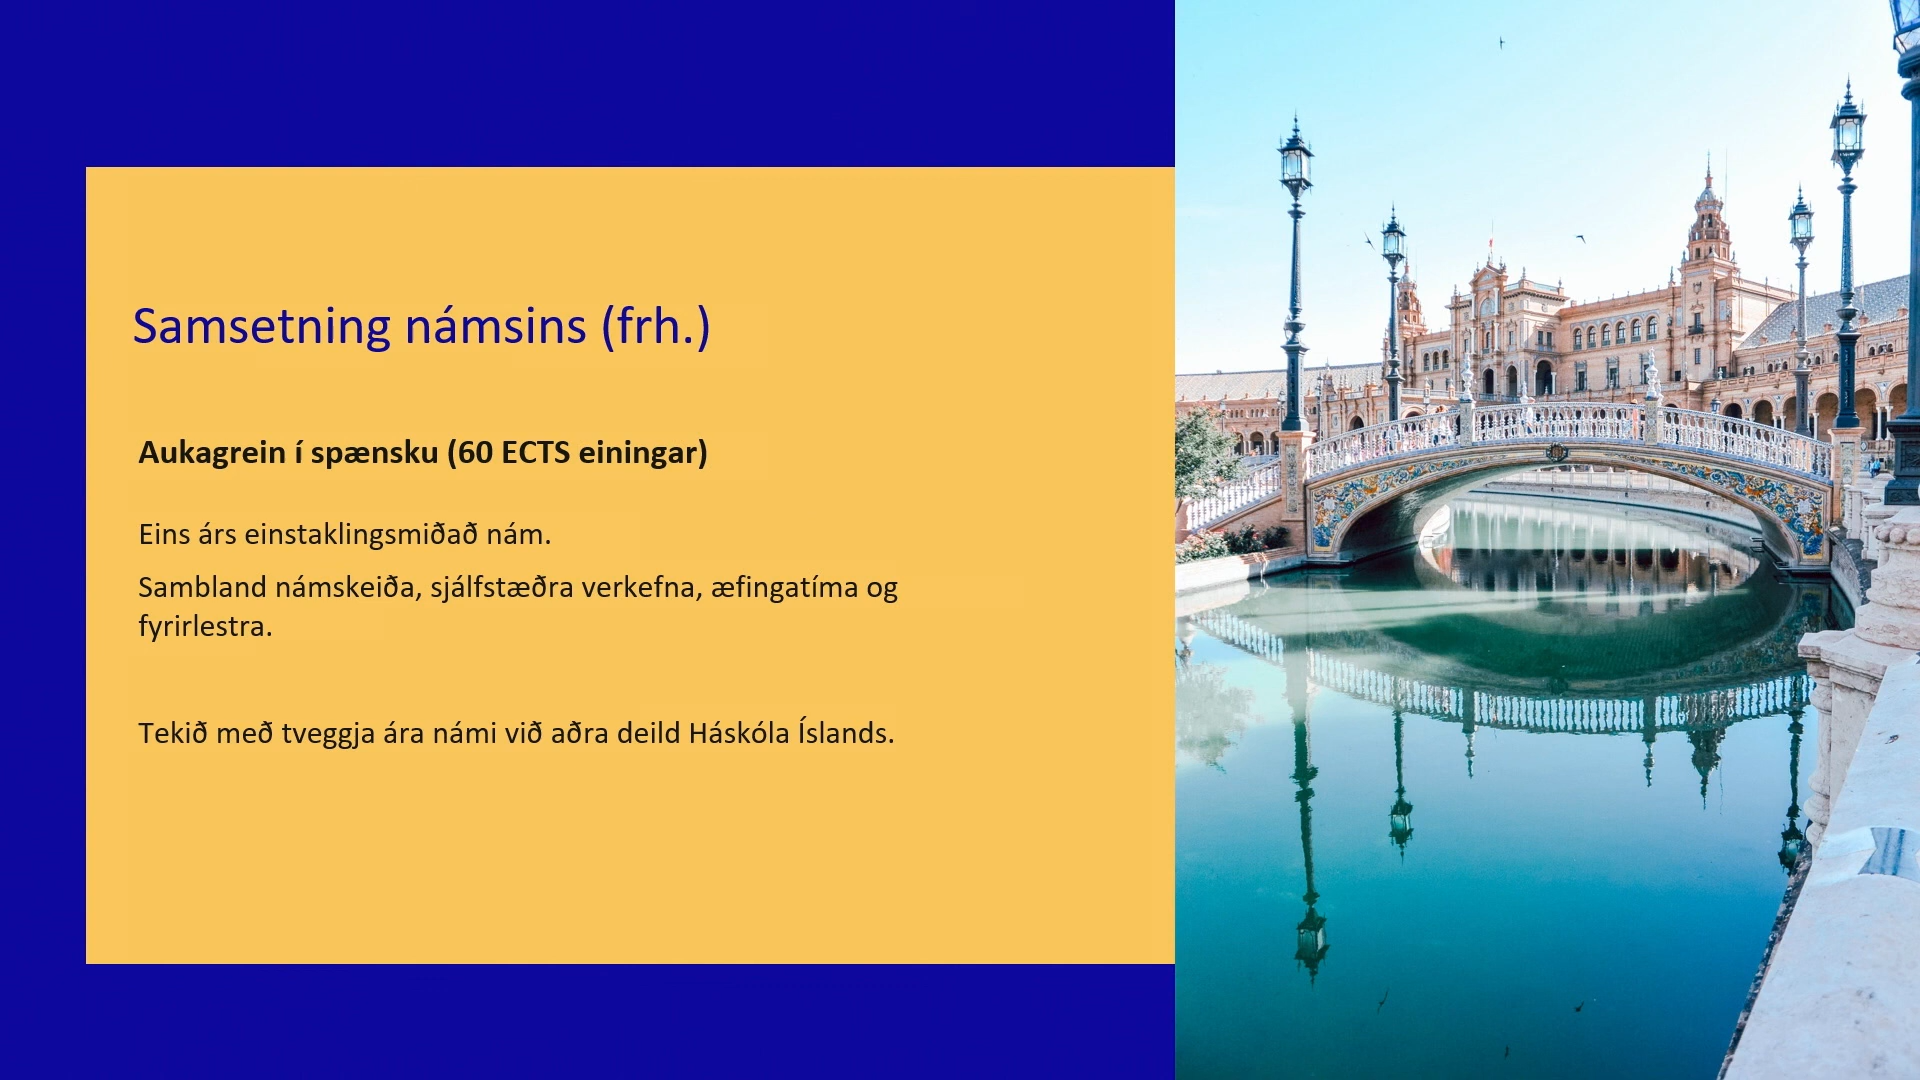 Samsetning námsins (frh.)
Aukagrein í spænsku (60 ECTS einingar)
Eins árs einstaklingsmiðað nám.
Sambland námskeiða, sjálfstæðra verkefna, æfingatíma og
fyrirlestra.
Tekið með tveggja ára námi við aðra deild Háskóla Íslands.